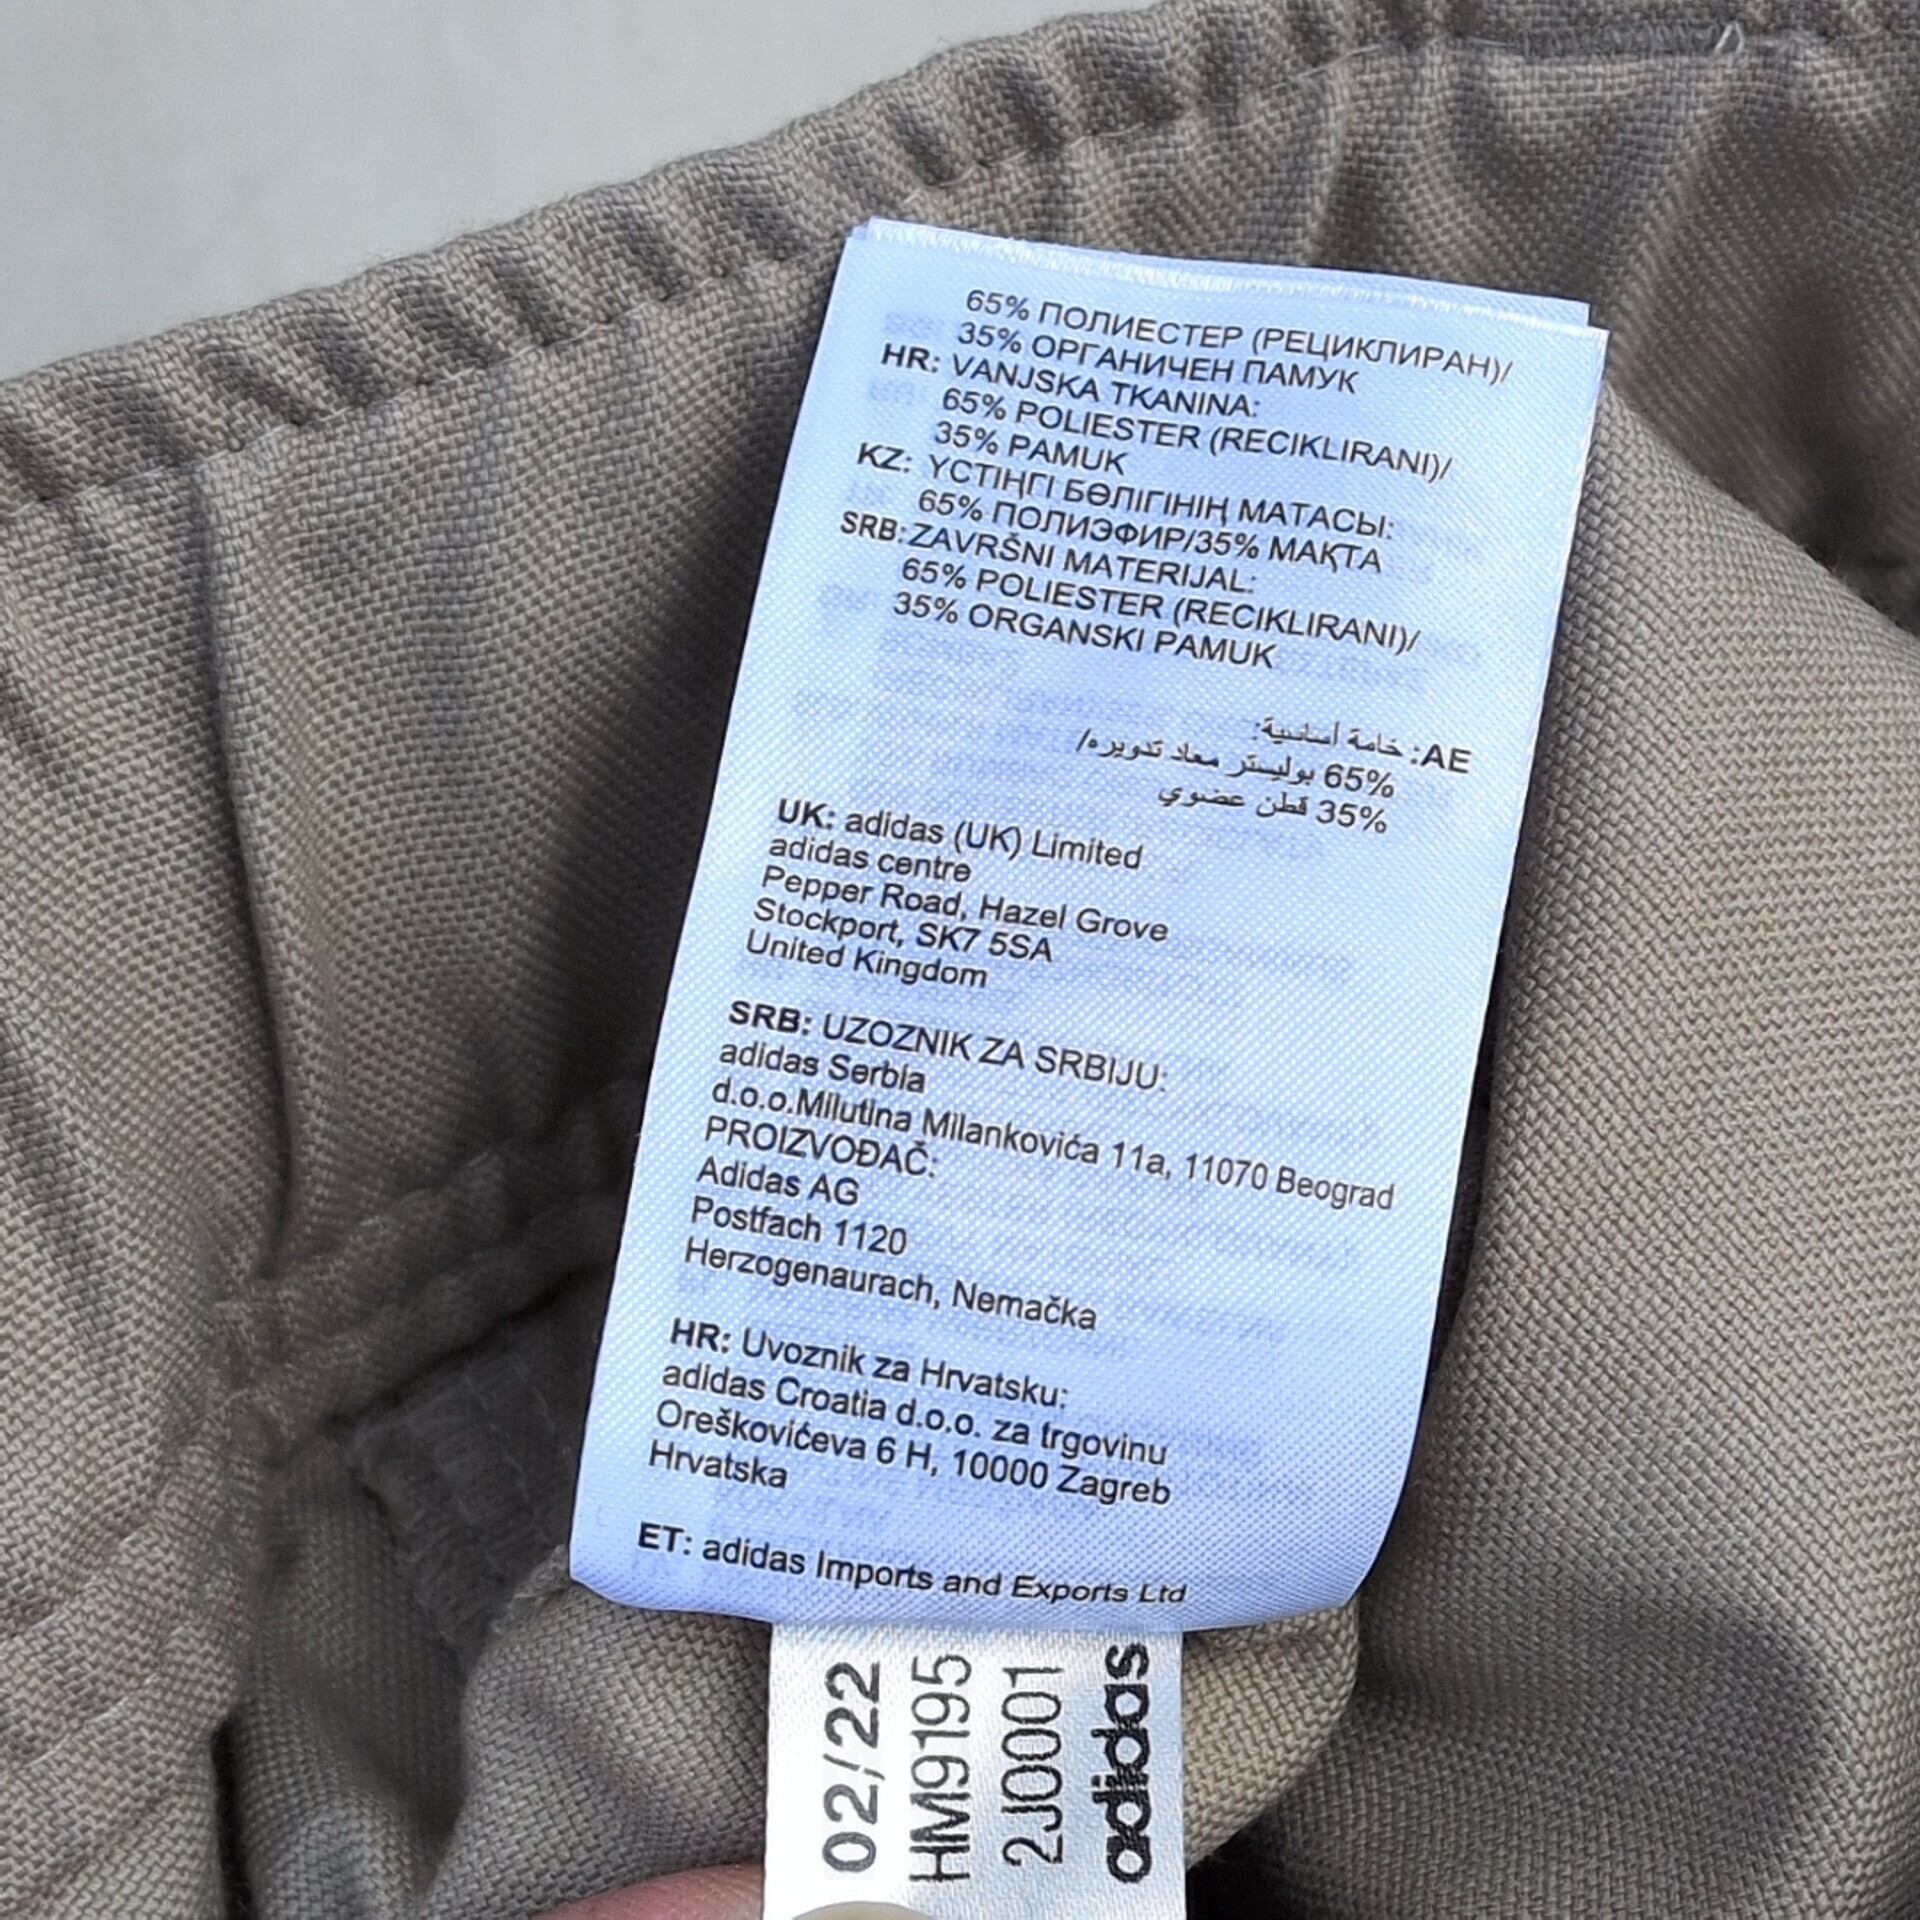 65% ПОЛИЕСТЕР (РЕЦИКЛИРАН)/
35% ОРГАНИЧЕН ПАМУК
HR: VANJSKA TKANINA:
65% POLIESTER (RECIKLIRANI)/
35% PAMUK
KZ: ҮСТІҢГІ БӨЛІГІНІҢ МАТАСЫ:
65% ПОЛИЭФИР/35% МАҚТА
SRB: ZAVRŠNI MATERIJAL:
65% POLIESTER (RECIKLIRANI)/
35% ORGANSKI PAMUK
AE: خامة أساسية:
65% بوليستر معاد تدويره/
35% قطن عضوي
UK: adidas (UK) Limited
adidas centre
Pepper Road, Hazel Grove
Stockport, SK7 5SA
United Kingdom
SRB: UZOZNIK ZA SRBIJU:
adidas Serbia
d.o.o.Milutina Milankovića 11a, 11070 Beograd
PROIZVOĐAČ:
Adidas AG
Postfach 1120
Herzogenaurach, Nemačka
HR: Uvoznik za Hrvatsku:
adidas Croatia d.o.o. za trgovinu
Oreškovićeva 6 H, 10000 Zagreb
Hrvatska
ET: adidas Imports and Exports Ltd
02/22
HM9195
2J0001
adidas